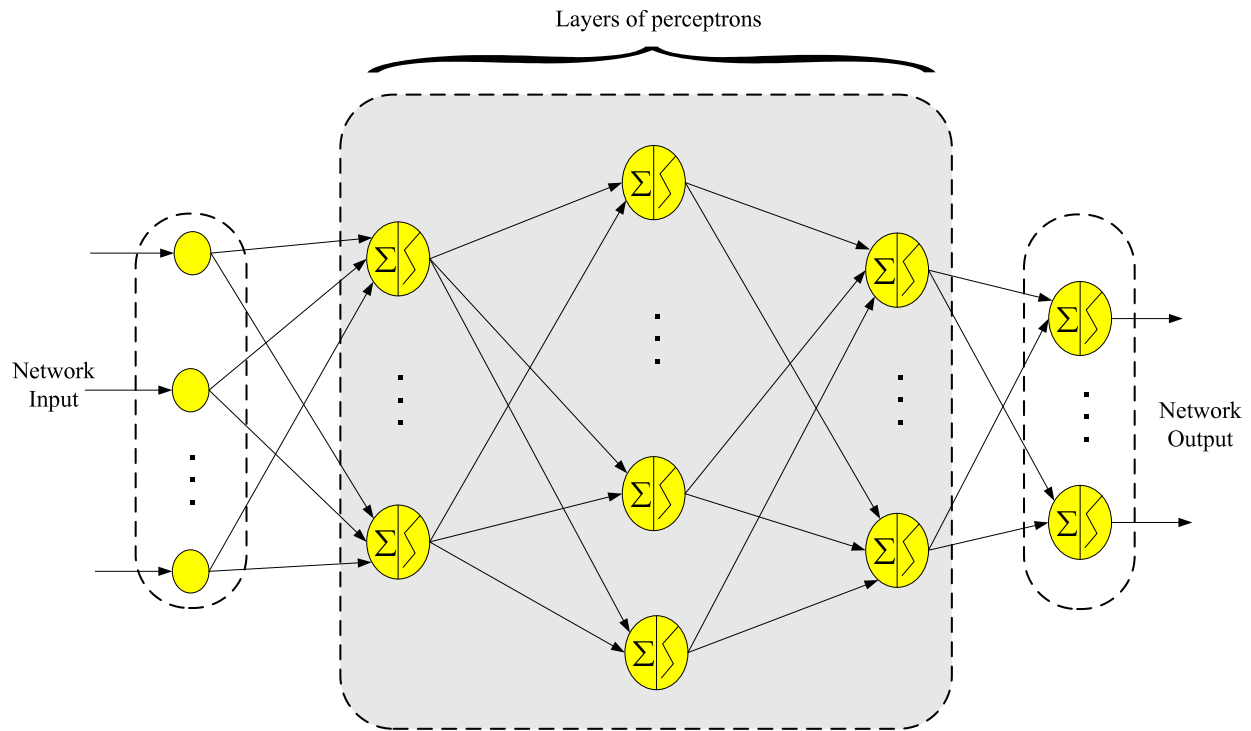 Layers of perceptrons
Network
Input
Σ
Σ
Σ
Σ
Σ
Σ
Σ
Σ
Σ
Network
Output